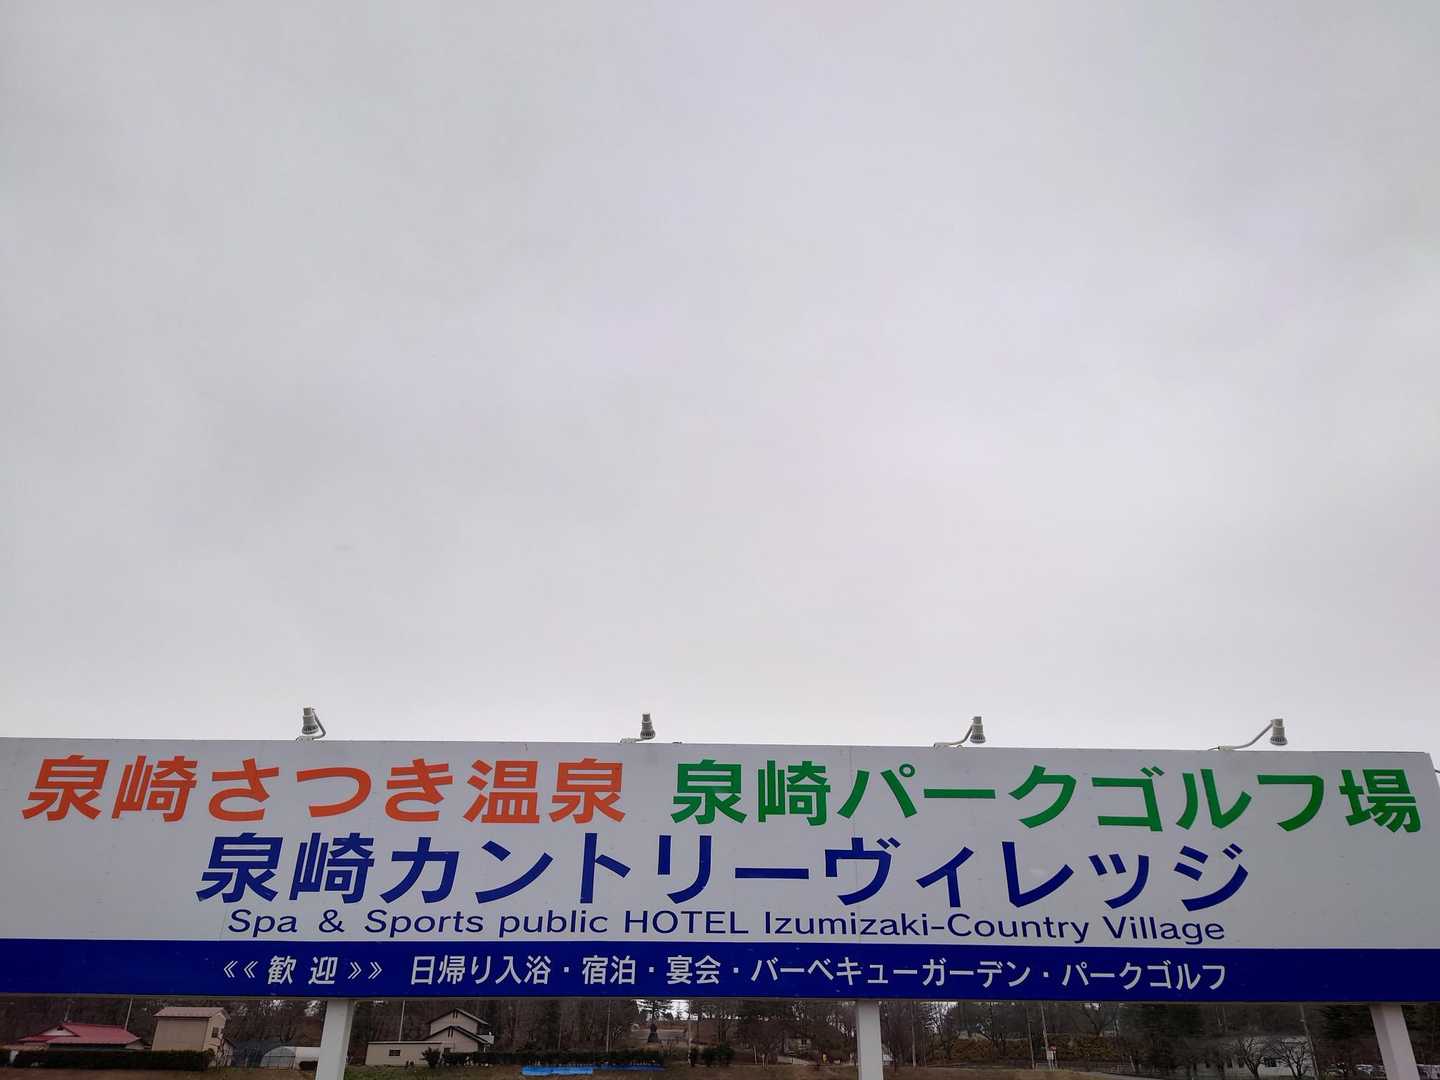 泉崎さつき温泉 泉崎パークゴルフ場
泉崎カントリーヴィレッジ
Spa & Sports public HOTEL Izumizaki-Country Village
《《歓迎》》 日帰り入浴・宿泊・宴会・バーベキューガーデン・パークゴルフ